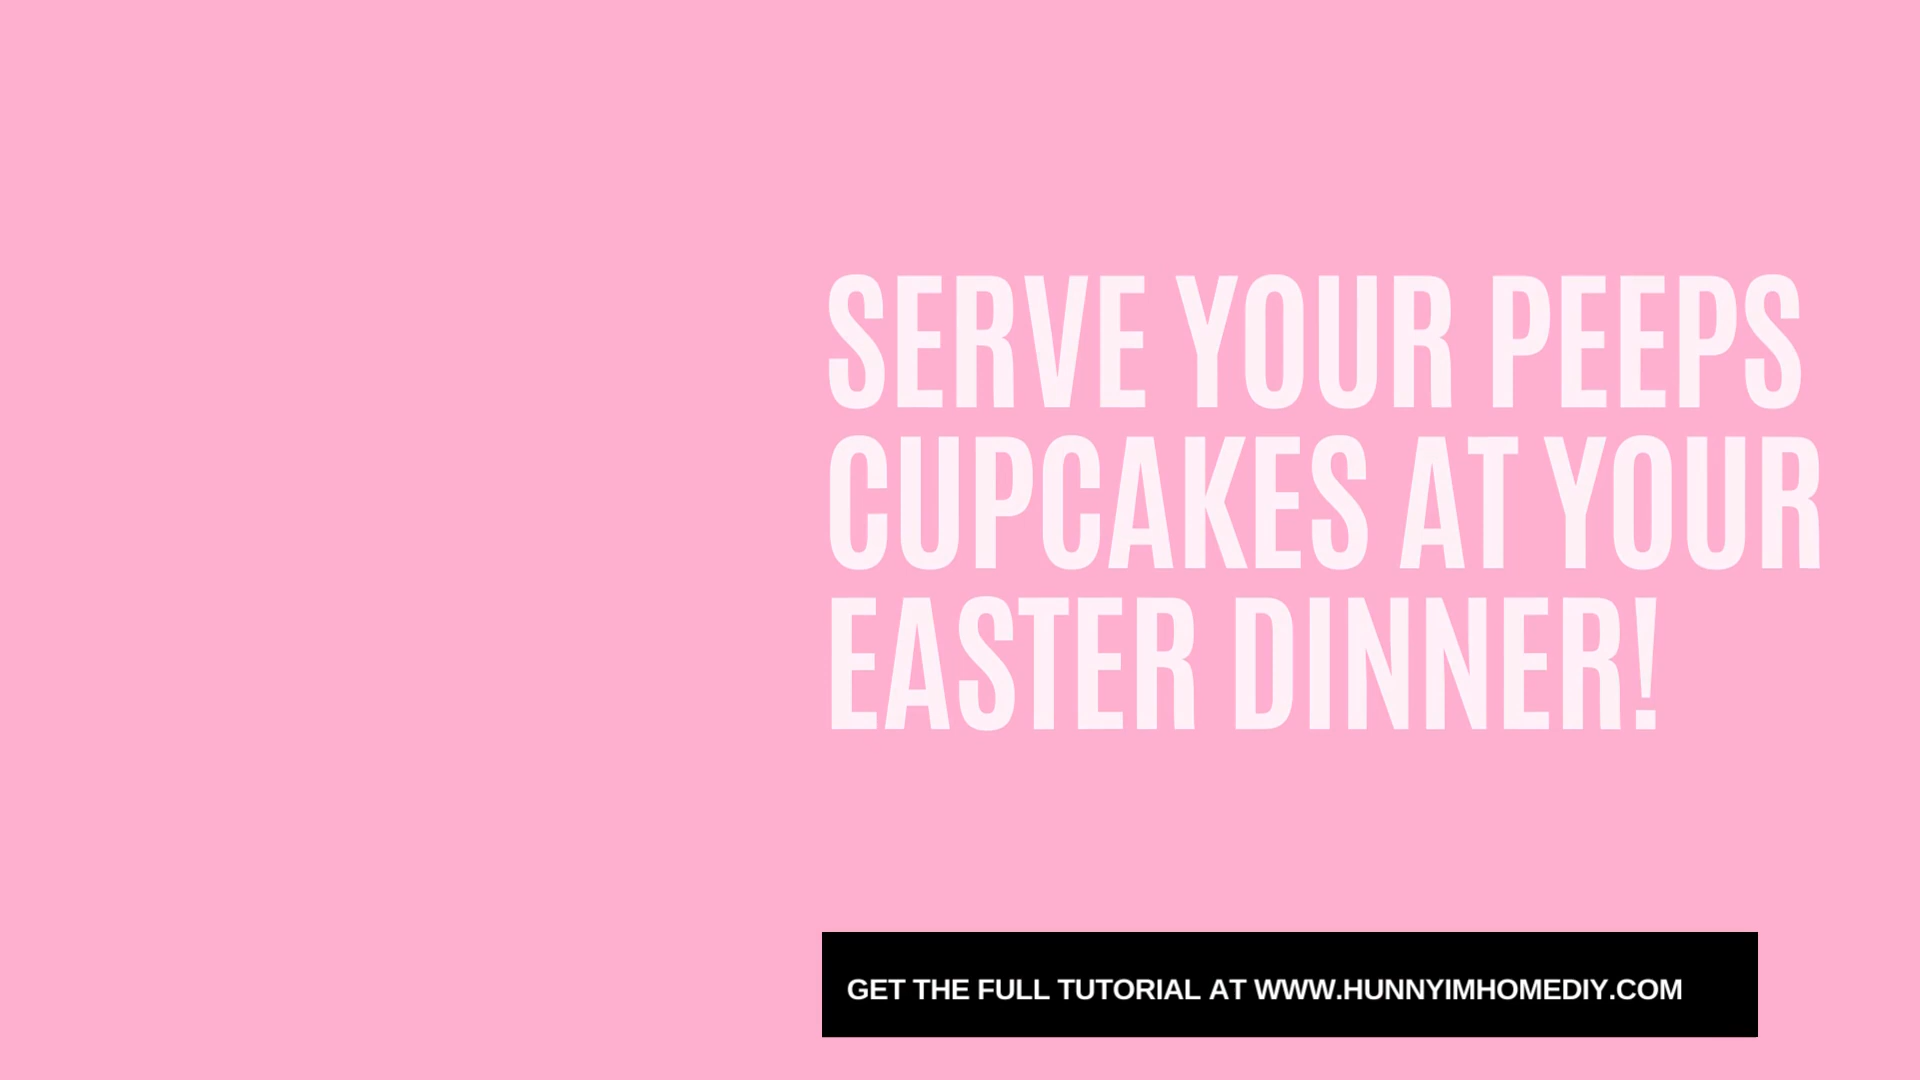 SERVE YOUR PEEPS
CUPCAKES AT YOUR
EASTER DINNER!
GET THE FULL TUTORIAL AT WWW.HUNNYIMHOMEDIY.COM